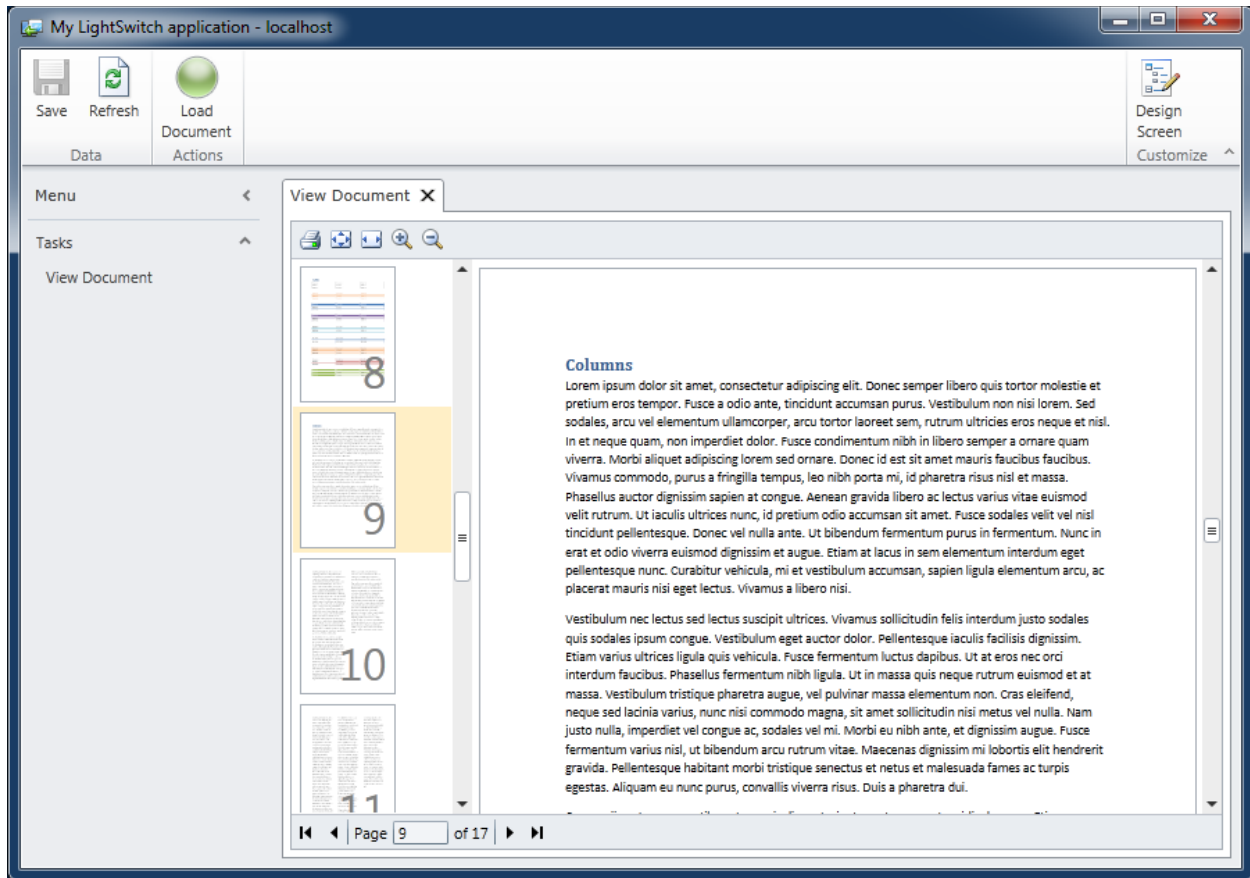 My LightSwitch application - localhost
Save
Refresh
Load
Document
Design
Screen
Data
Actions
Customize
Menu
View Document
Tasks
View Document
8
9
10
11
Columns
Lorem ipsum dolor sit amet, consectetur adipiscing elit. Donec semper libero quis tortor molestie et
pretium eros tempor. Fusce a odio ante, tincidunt accumsan purus. Vestibulum non nisi lorem. Sed
sodales, arcu vel elementum ullamcorper, arcu tortor laoreet sem, rutrum ultricies eros neque et nisl.
In et neque quam, non imperdiet dolor. Fusce condimentum nibh in libero semper a ornare quam
viverra. Morbi aliquet adipiscing lorem sed ornare. Donec id est sit amet mauris faucibus faucibus.
Vivamus commodo, purus a fringilla tempus, leo nibh porta mi, id pharetra risus nisl et massa.
Phasellus auctor dignissim sapien at congue. Aenean gravida libero ac lectus varius vitae euismod
velit rutrum. Ut iaculis ultrices nunc, id pretium odio accumsan sit amet. Fusce sodales velit vel nisl
tincidunt pellentesque. Donec vel nulla ante. Ut bibendum fermentum purus in fermentum. Nunc in
erat et odio viverra euismod dignissim et augue. Etiam at lacus in sem elementum interdum eget
pellentesque nunc. Curabitur vehicula, mi et vestibulum accumsan, sapien ligula elementum arcu, ac
placerat mauris nisi eget lectus. Vivamus a libero nisi.
Vestibulum nec lectus sed lectus suscipit ultrices. Vivamus sollicitudin felis interdum justo sodales
quis sodales ipsum congue. Vestibulum eget auctor dolor. Pellentesque iaculis facilisis dignissim.
Etiam varius ultrices ligula quis vehicula. Fusce fermentum luctus dapibus. Ut at eros nec orci
interdum faucibus. Phasellus fermentum nibh ligula. Ut in massa quis neque rutrum euismod et at
massa. Vestibulum tristique pharetra augue, vel pulvinar massa elementum non. Cras eleifend,
neque sed lacinia varius, nunc nisi commodo magna, sit amet sollicitudin nisi metus vel nulla. Nam
justo nulla, imperdiet vel congue ac, sodales vel mi. Morbi eu nibh ante, et dignissim augue. Fusce
fermentum varius nisl, ut bibendum arcu rutrum vitae. Maecenas dignissim mi lobortis elit hendrerit
gravida. Pellentesque habitant morbi tristique senectus et netus et malesuada fames ac turpis
egestas. Aliquam eu nunc purus, convallis viverra risus. Duis a pharetra dui.
Page 9 of 17